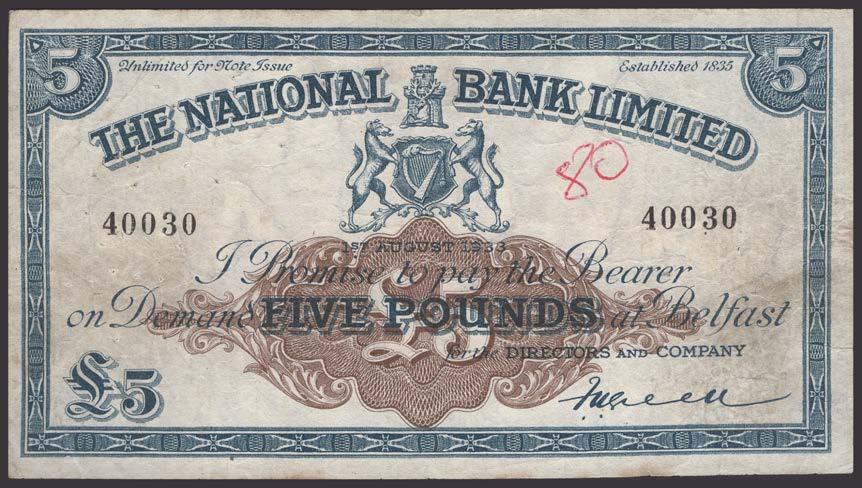 5 5
Unlimited for Note Issue Established 1835
THE NATIONAL BANK LIMITED
80
40030 40030
1ST AUGUST 1933
I Promise to pay the Bearer
on Demand FIVE POUNDS at Belfast
£5
for the DIRECTORS AND COMPANY
£5